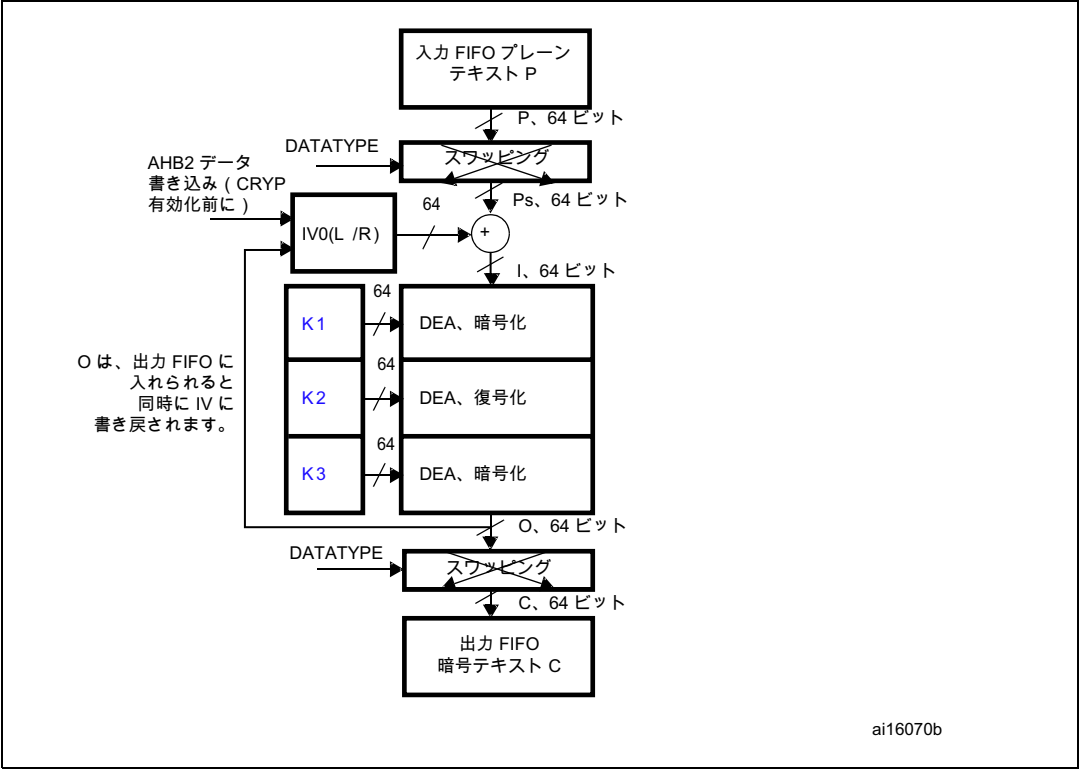 入力 FIFO プレーン
テキスト P
P、64 ビット
DATATYPE
スワッピング
AHB2 データ
書き込み ( CRYP
有効化前に )
Ps、64 ビット
64
IV0(L /R )
+
I、64 ビット
64
K1
DEA、暗号化
O は、出力 FIFO に
入れられると
同時に IV に
書き戻されます。
64
K2
DEA、復号化
64
K3
DEA、暗号化
O、64 ビット
DATATYPE
スワッピング
C、64 ビット
出力 FIFO
暗号テキスト C
ai16070b